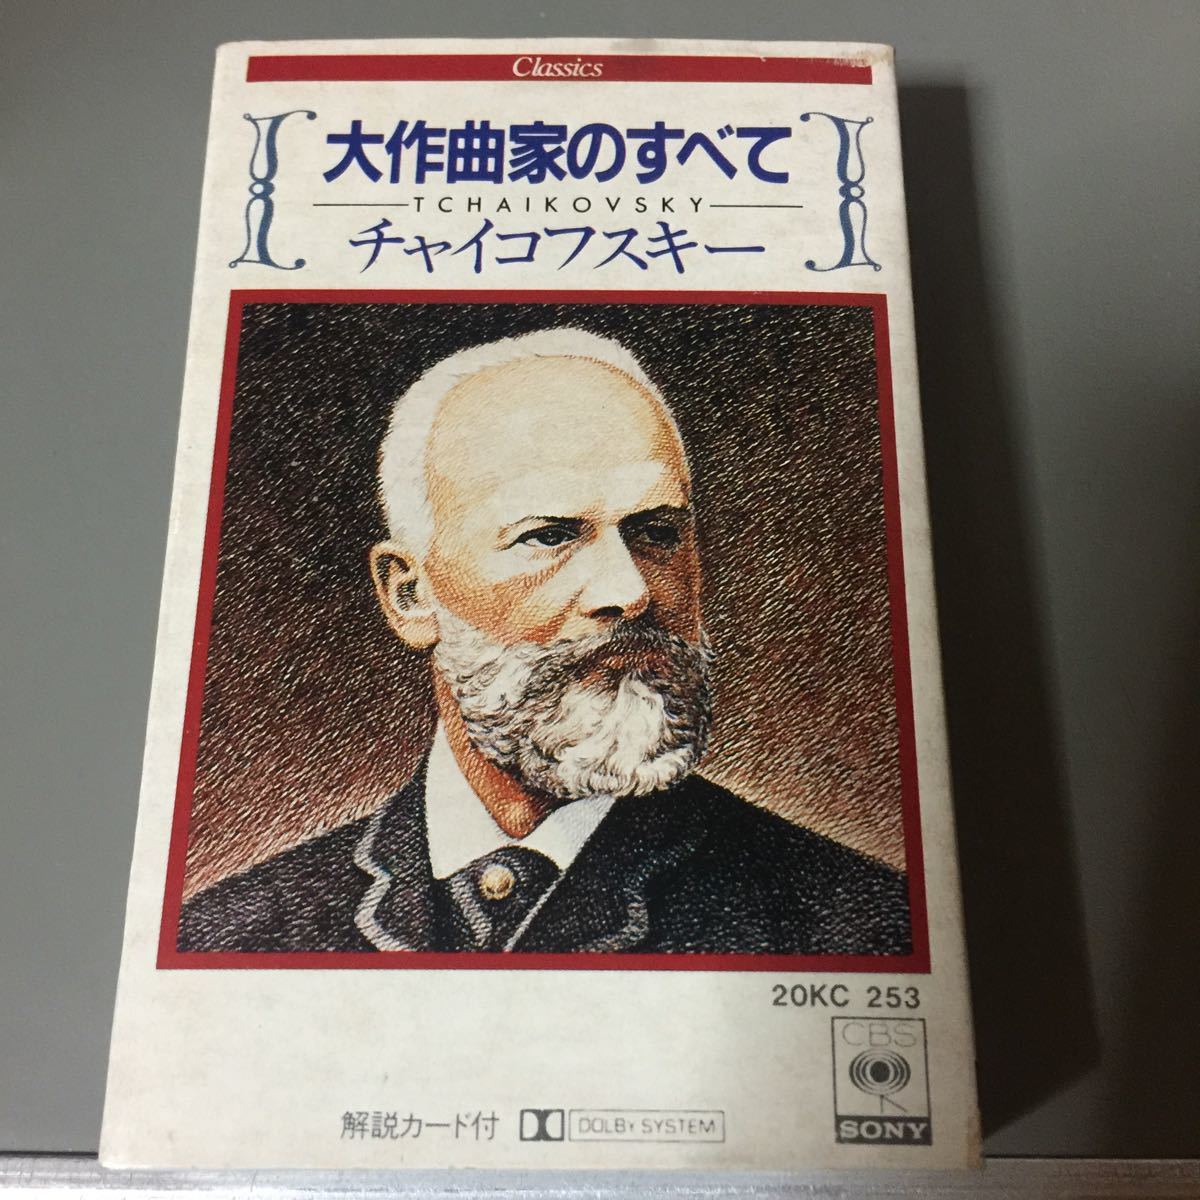 Classics
大作曲家のすべて
TCHAIKOVSKY
チャイコフスキー
20KC 253
CBS
SONY
解説カード付 DOLBY SYSTEM